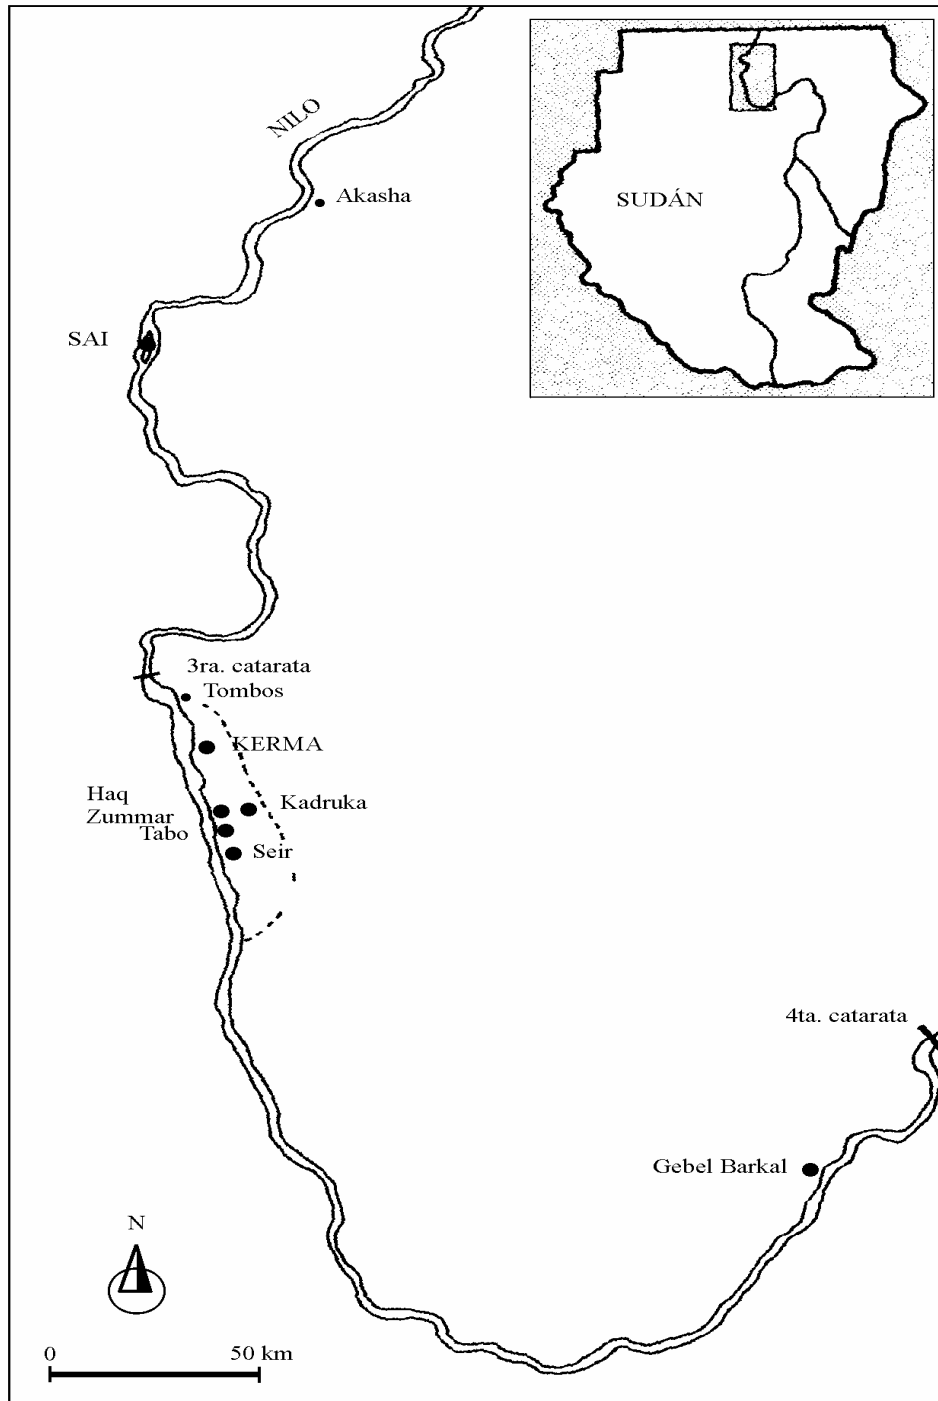 NILO
Akasha
SUDÁN
SAI
3ra. catarata
Tombos
KERMA
Haq
Zummar
Kadruka
Tabo
Seir
4ta. catarata
Gebel Barkal
N
0 50 km